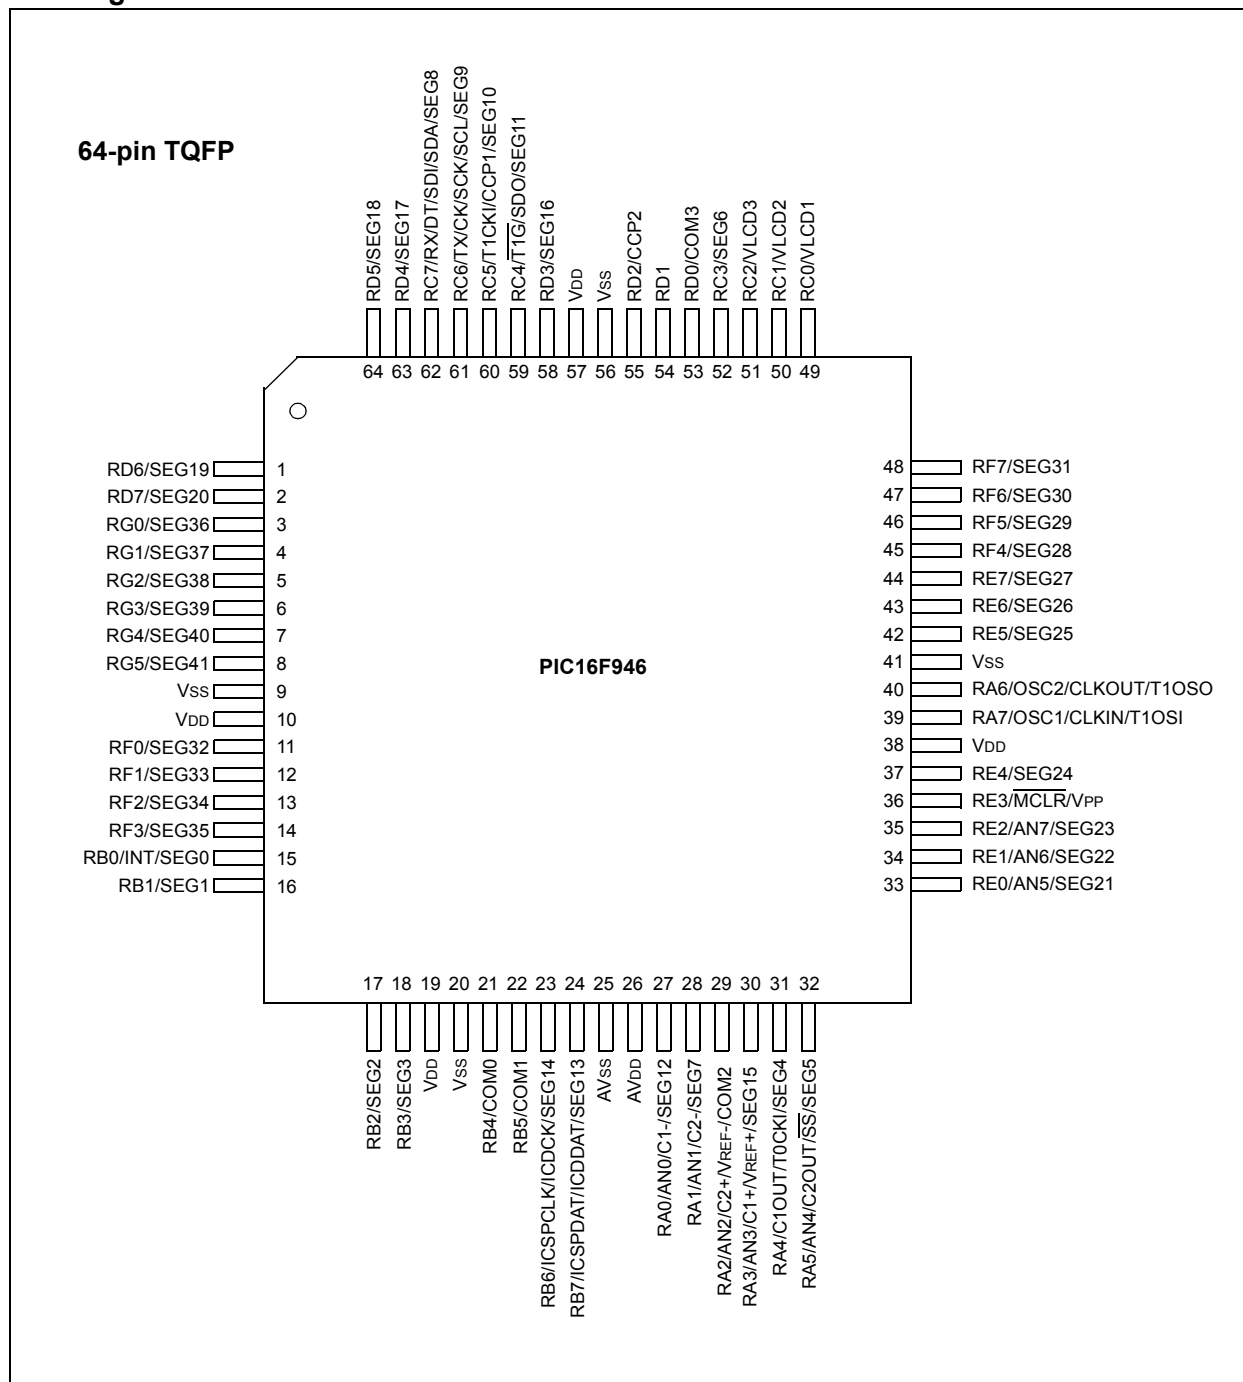 64-pin TQFP
RD5/SEG18
RD4/SEG17
RC7/RX/DT/SDI/SDA/SEG8
RC6/TX/CK/SCK/SCL/SEG9
RC5/T1CKI/CCP1/SEG10
RC4/T1G/SDO/SEG11
RD3/SEG16
VDD
VSS
RD2/CCP2
RD1
RD0/COM3
RC3/SEG6
RC2/VLCD3
RC1/VLCD2
RC0/VLCD1
64 63 62 61 60 59 58 57 56 55 54 53 52 51 50 49
RD6/SEG19 1
RD7/SEG20 2
RG0/SEG36 3
RG1/SEG37 4
RG2/SEG38 5
RG3/SEG39 6
RG4/SEG40 7
RG5/SEG41 8
VSS 9
VDD 10
RF0/SEG32 11
RF1/SEG33 12
RF2/SEG34 13
RF3/SEG35 14
RB0/INT/SEG0 15
RB1/SEG1 16
PIC16F946
48 RF7/SEG31
47 RF6/SEG30
46 RF5/SEG29
45 RF4/SEG28
44 RE7/SEG27
43 RE6/SEG26
42 RE5/SEG25
41 VSS
40 RA6/OSC2/CLKOUT/T1OSO
39 RA7/OSC1/CLKIN/T1OSI
38 VDD
37 RE4/SEG24
36 RE3/MCLR/VPP
35 RE2/AN7/SEG23
34 RE1/AN6/SEG22
33 RE0/AN5/SEG21
17 18 19 20 21 22 23 24 25 26 27 28 29 30 31 32
RB2/SEG2
RB3/SEG3
VDD
VSS
RB4/COM0
RB5/COM1
RB6/ICSPCLK/ICDCK/SEG14
RB7/ICSPDAT/ICDDAT/SEG13
AVSS
AVDD
RA0/AN0/C1-/SEG12
RA1/AN1/C2-/SEG7
RA2/AN2/C2+/VREF-/COM2
RA3/AN3/C1+/VREF+/SEG15
RA4/C1OUT/T0CKI/SEG4
RA5/AN4/C2OUT/SS/SEG5